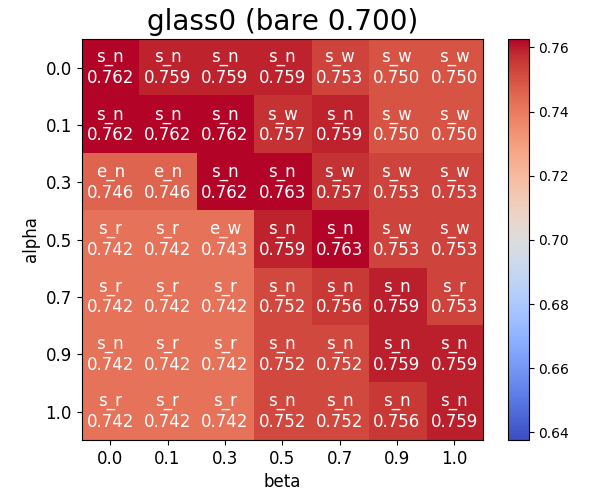 glass0 (bare 0.700)
0.0 s_n s_n s_n s_n s_w s_w s_w
0.762 0.759 0.759 0.759 0.753 0.750 0.750
0.1 s_n s_n s_n s_w s_n s_w s_w
0.762 0.762 0.762 0.757 0.759 0.750 0.750
0.3 e_n e_n s_n s_n s_w s_w s_w
0.746 0.746 0.762 0.763 0.757 0.753 0.753
0.5 s_r s_r e_w s_n s_n s_w s_w
0.742 0.742 0.743 0.759 0.763 0.753 0.753
0.7 s_r s_r s_r s_n s_n s_n s_r
0.742 0.742 0.742 0.752 0.756 0.759 0.753
0.9 s_n s_r s_r s_n s_n s_n s_n
0.742 0.742 0.742 0.752 0.752 0.759 0.759
1.0 s_r s_r s_r s_n s_n s_n s_n
0.742 0.742 0.742 0.752 0.752 0.756 0.759
0.0 0.1 0.3 0.5 0.7 0.9 1.0
beta
alpha
0.76
0.74
0.72
0.70
0.68
0.66
0.64